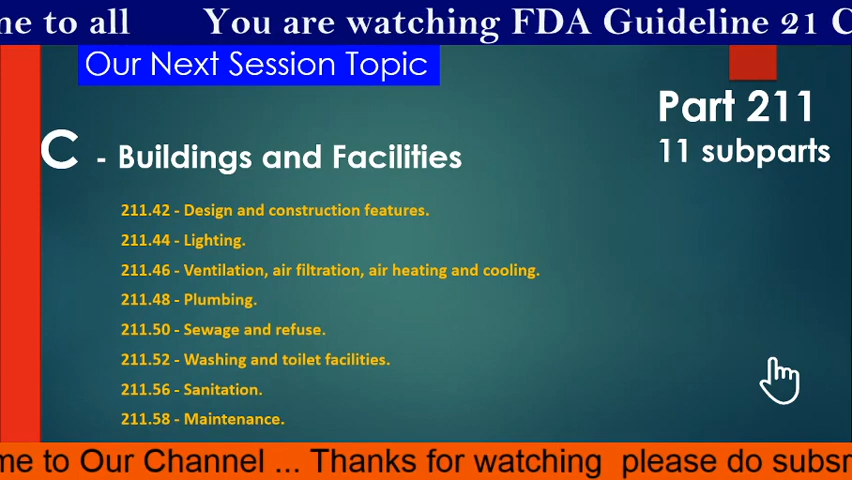 ne to all You are watching FDA Guideline 21 C
Our Next Session Topic
Part 211
11 subparts
C - Buildings and Facilities
211.42 - Design and construction features.
211.44 - Lighting.
211.46 - Ventilation, air filtration, air heating and cooling.
211.48 - Plumbing.
211.50 - Sewage and refuse.
211.52 - Washing and toilet facilities.
211.56 - Sanitation.
211.58 - Maintenance.
me to Our Channel ... Thanks for watching please do subsr